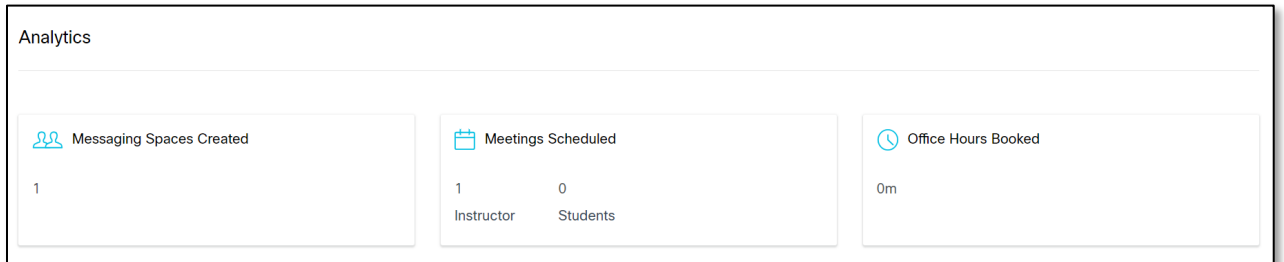 Analytics
Messaging Spaces Created
1
Meetings Scheduled
1 0
Instructor Students
Office Hours Booked
0m